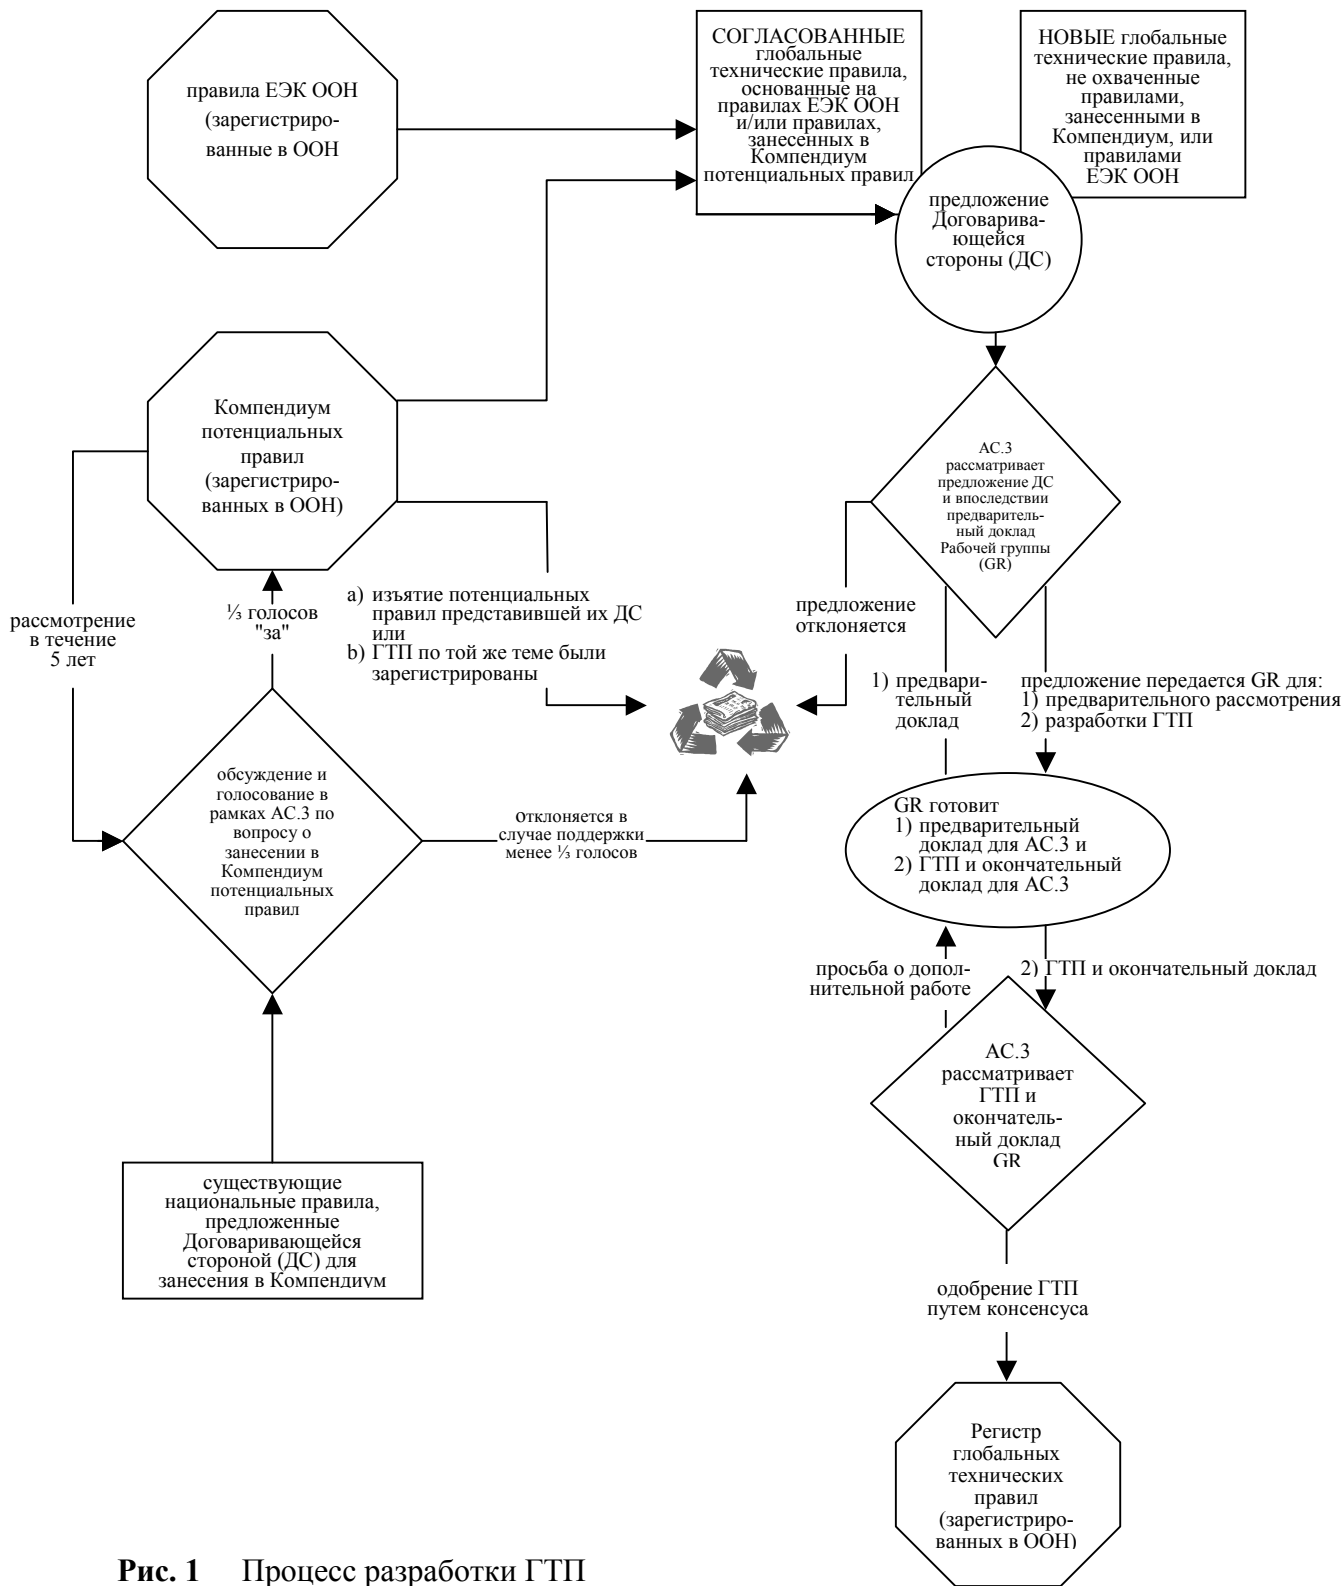 правила ЕЭК ООН
(зарегистриро-
ванные в ООН
СОГЛАСОВАННЫЕ
глобальные
технические правила,
основанные на
правилах ЕЭК ООН
и/или правилах,
занесенных в
Компендиум
потенциальных правил
НОВЫЕ глобальные
технические правила,
не охваченные
правилами,
занесенными в
Компендиум, или
правилами
ЕЭК ООН
предложение
Договарива-
ющейся
стороны (ДС)
Компендиум
потенциальных
правил
(зарегистриро-
ванных в ООН)
АС.3
рассматривает
предложение ДС
и впоследствии
предваритель-
ный доклад
Рабочей группы
(GR)
рассмотрение
в течение
5 лет
⅓ голосов
"за"
a) изъятие потенциальных
правил представившей их ДС
или
b) ГТП по той же теме были
зарегистрированы
предложение
отклоняется
1) предвари-
тельный
доклад
предложение передается GR для:
1) предварительного рассмотрения
2) разработки ГТП
обсуждение и
голосование в
рамках АС.3 по
вопросу о
занесении в
Компендиум
потенциальных
правил
отклоняется в
случае поддержки
менее ⅓ голосов
GR готовит
1) предварительный
доклад для АС.3 и
2) ГТП и окончательный
доклад для АС.3
просьба о допол-
нительной работе
2) ГТП и окончательный доклад
АС.3
рассматривает
ГТП и
окончатель-
ный доклад
GR
существующие
национальные правила,
предложенные
Договаривающейся
стороной (ДС) для
занесения в Компендиум
одобрение ГТП
путем консенсуса
Регистр
глобальных
технических
правил
(зарегистриро-
ванных в ООН)
Рис. 1 Процесс разработки ГТП